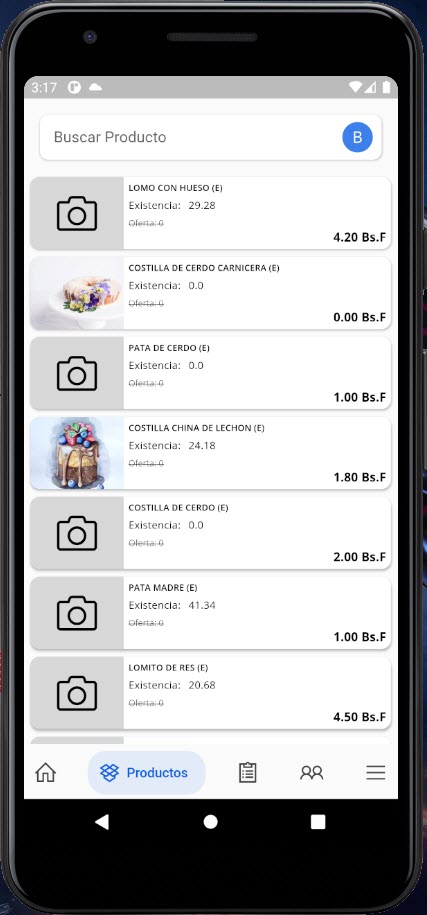 3:17
Buscar Producto
B
LOMO CON HUESO (E)
Existencia: 29.28
Oferta: 0
4.20 Bs.F
COSTILLA DE CERDO CARNICERA (E)
Existencia: 0.0
Oferta: 0
0.00 Bs.F
PATA DE CERDO (E)
Existencia: 0.0
Oferta: 0
1.00 Bs.F
COSTILLA CHINA DE LECHON (E)
Existencia: 24.18
Oferta: 0
1.80 Bs.F
COSTILLA DE CERDO (E)
Existencia: 0.0
Oferta: 0
2.00 Bs.F
PATA MADRE (E)
Existencia: 41.34
Oferta: 0
1.00 Bs.F
LOMITO DE RES (E)
Existencia: 20.68
Oferta: 0
4.50 Bs.F
Productos